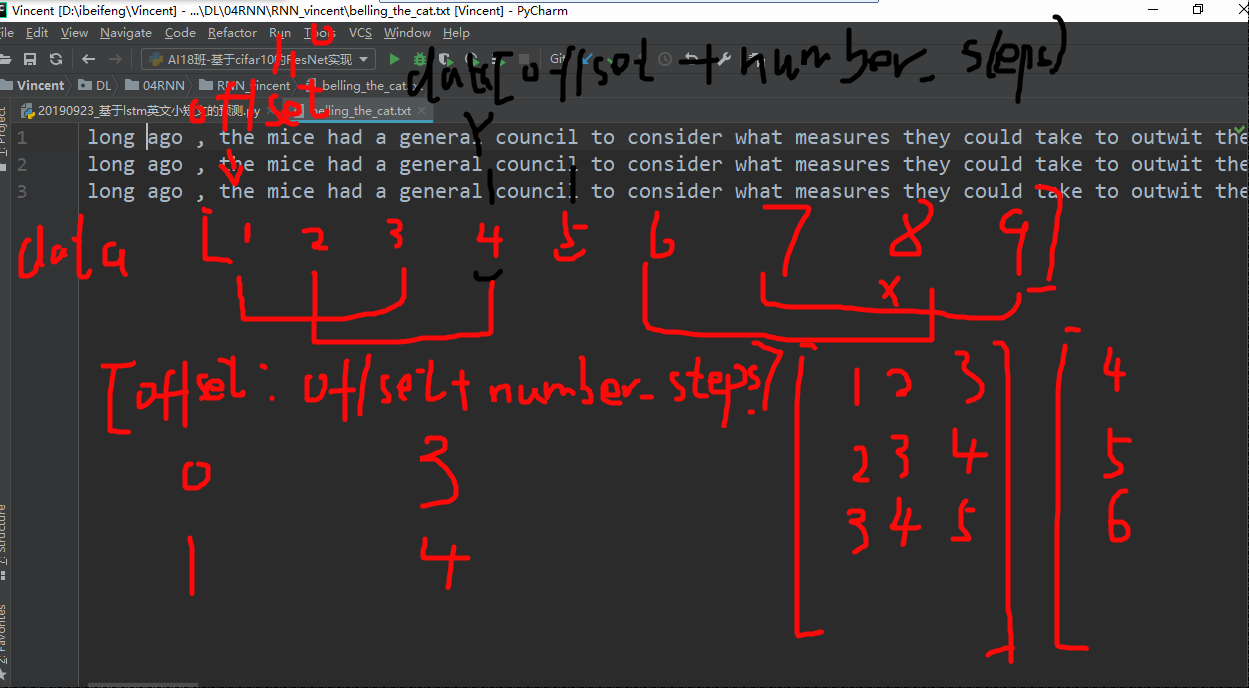 Vincent [D:\ibeifeng\Vincent] - ...\DL\04RNN\RNN_vincent\belling_the_cat.txt [Vincent] - PyCharm
File Edit View Navigate Code Refactor Run Tools VCS Window Help
AI18班-基于cifar10的ResNet实现 Git:
data[offset + number_steps]
Vincent DL 04RNN RNN_vincent belling_the_cat.txt
offset
20190923_基于lstm英文小短文的预测.py belling_the_cat.txt
1 long ago , the mice had a general council to consider what measures they could take to outwit the
Y
2 long ago , the mice had a general council to consider what measures they could take to outwit the
3 long ago , the mice had a general council to consider what measures they could take to outwit the
data [1 2 3 4 5 6 7 8 9]
x
[offset: offset+number_steps]
0 3
1 4
1 2 3 4
2 3 4 5
3 4 5 6
1: Project
7: Structure
2: Favorites